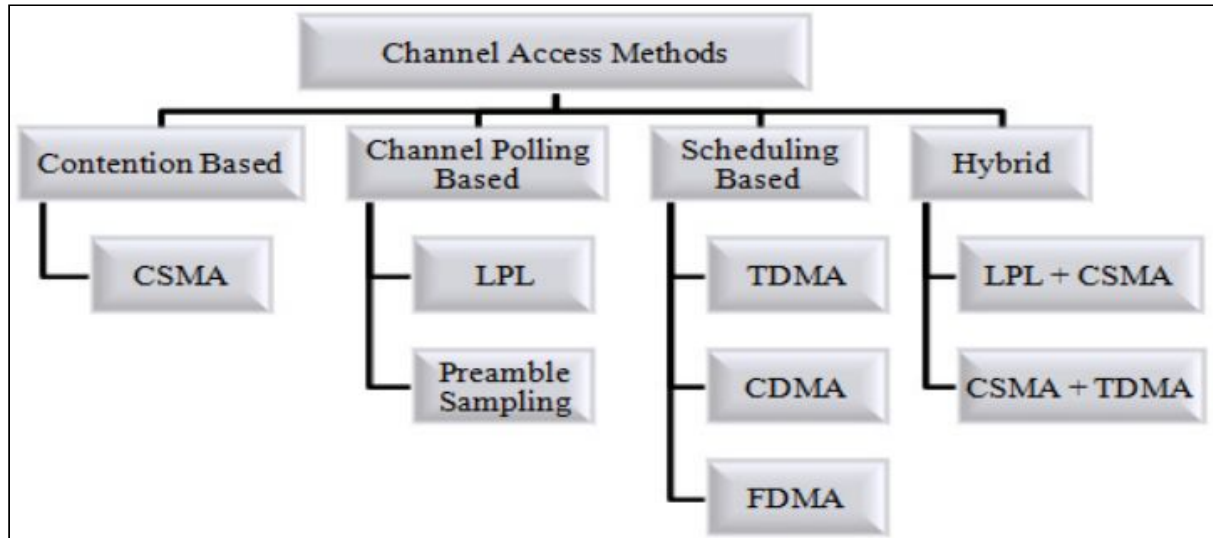 Channel Access Methods
Contention Based
Channel Polling
Based
Scheduling
Based
Hybrid
CSMA
LPL
TDMA
LPL + CSMA
Preamble
Sampling
CDMA
CSMA + TDMA
FDMA